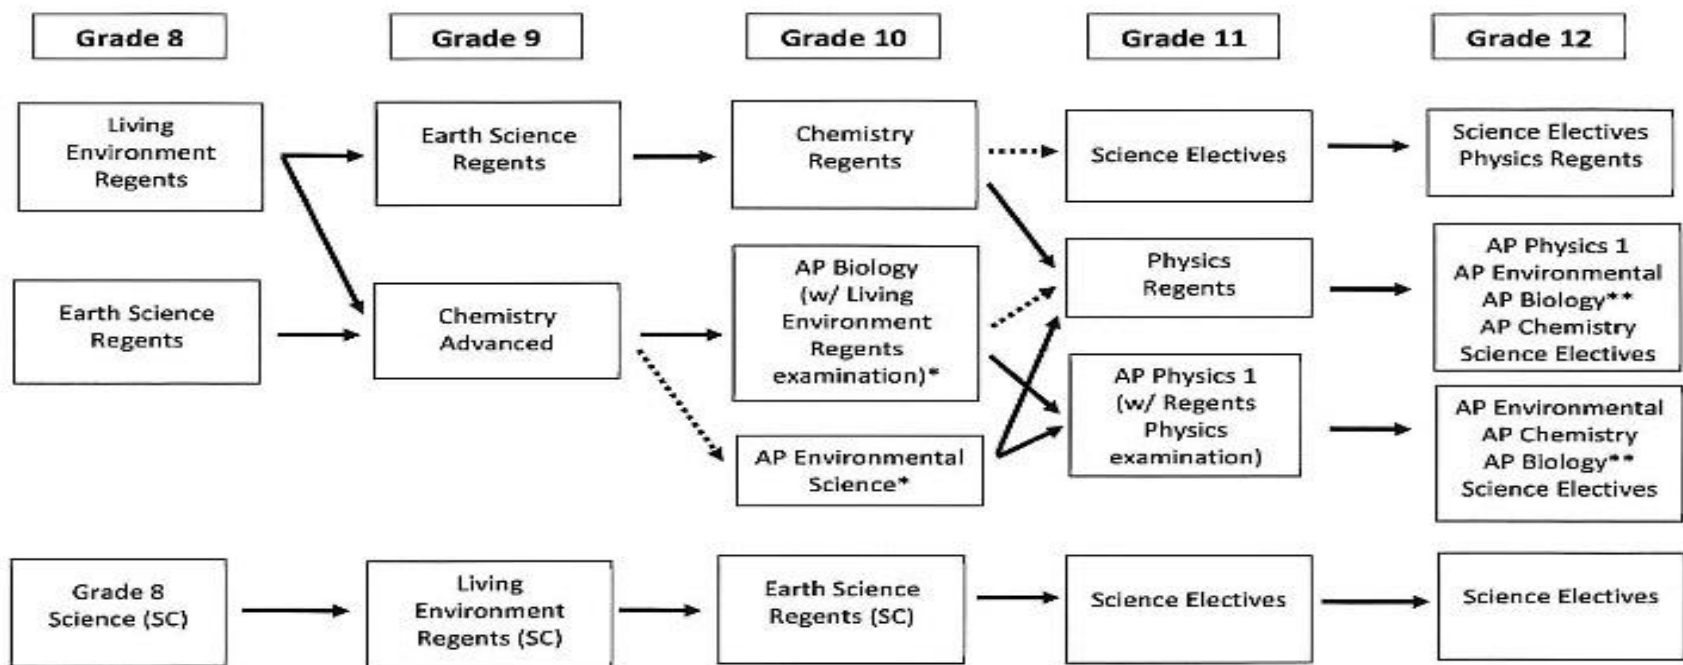 Grade 8
Grade 9
Grade 10
Grade 11
Grade 12
Living
Environment
Regents
Earth Science
Regents
Chemistry
Regents
Science Electives
Science Electives
Physics Regents
Earth Science
Regents
Chemistry
Advanced
AP Biology
(w/ Living
Environment
Regents
examination)*
AP Environmental
Science*
Physics
Regents
AP Physics 1
(w/ Regents
Physics
examination)
AP Physics 1
AP Environmental
AP Biology**
AP Chemistry
Science Electives
AP Environmental
AP Chemistry
AP Biology**
Science Electives
Grade 8
Science (SC)
Living
Environment
Regents (SC)
Earth Science
Regents (SC)
Science Electives
Science Electives